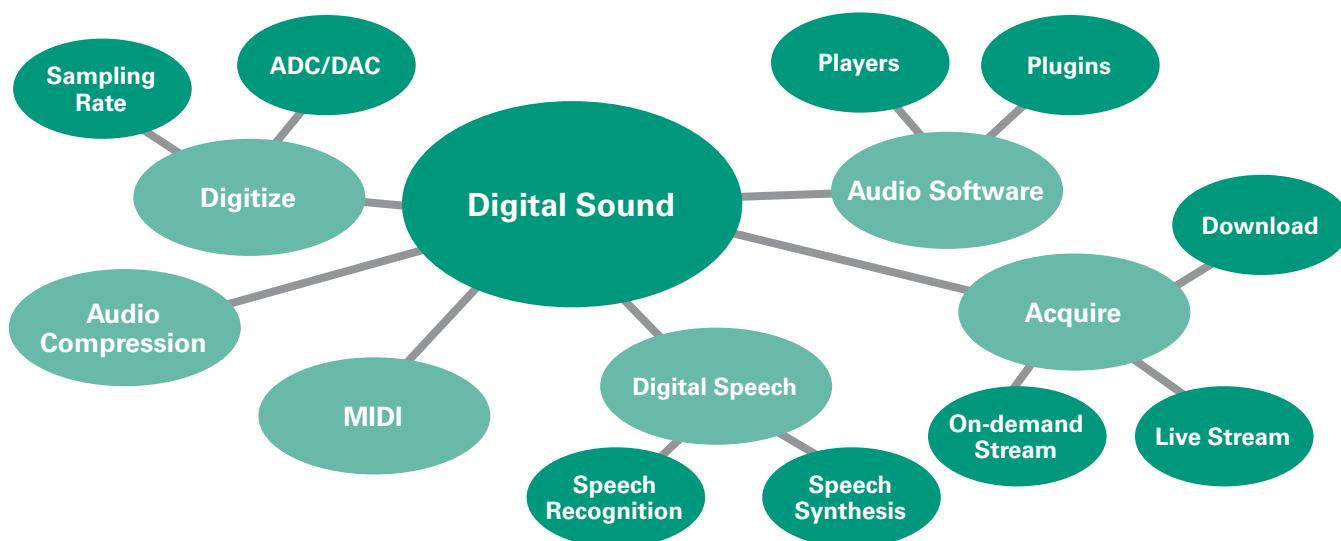 Digital Sound
Digitize
Sampling
Rate
ADC/DAC
Audio
Compression
MIDI
Digital Speech
Speech
Recognition
Speech
Synthesis
Audio Software
Players
Plugins
Acquire
Download
On-demand
Stream
Live Stream